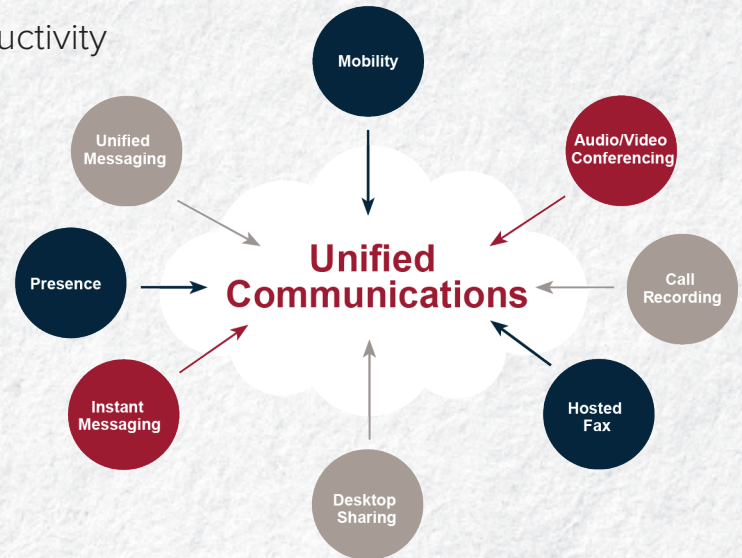 uctivity
Mobility
Unified
Messaging
Audio/Video
Conferencing
Unified
Communications
Presence
Call
Recording
Instant
Messaging
Hosted
Fax
Desktop
Sharing